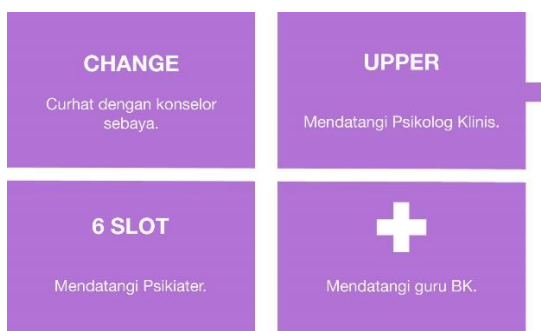 CHANGE
Curhat dengan konselor
sebaya.
UPPER
Mendatangi Psikolog Klinis.
6 SLOT
Mendatangi Psikiater.
Mendatangi guru BK.